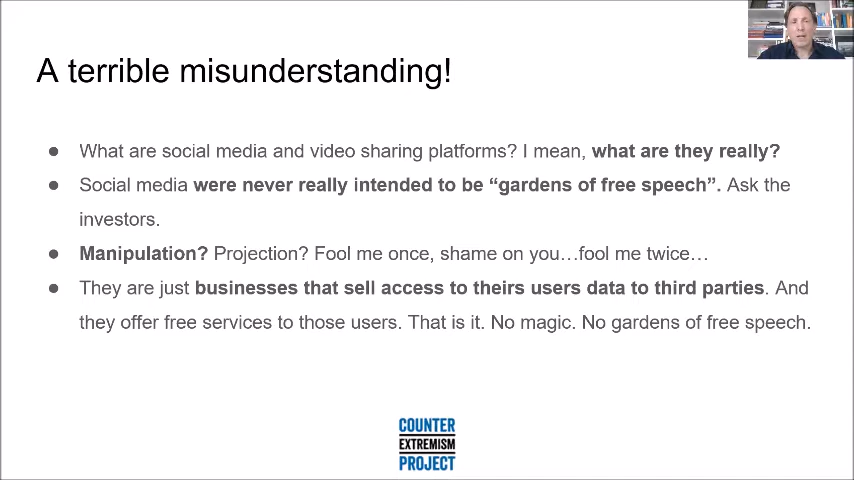 A terrible misunderstanding!
● What are social media and video sharing platforms? I mean, what are they really?
● Social media were never really intended to be “gardens of free speech”. Ask the
investors.
● Manipulation? Projection? Fool me once, shame on you…fool me twice…
● They are just businesses that sell access to theirs users data to third parties. And
they offer free services to those users. That is it. No magic. No gardens of free speech.
COUNTER
EXTREMISM
PROJECT